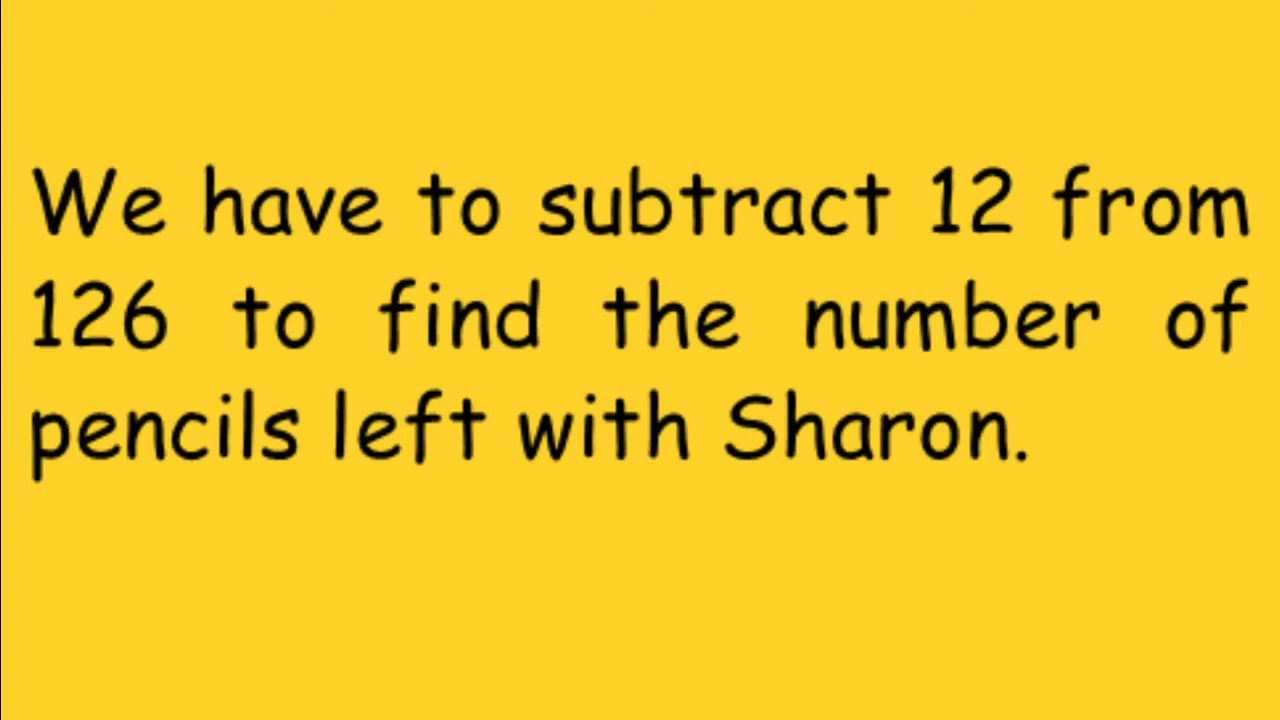 We have to subtract 12 from
126 to find the number of
pencils left with Sharon.